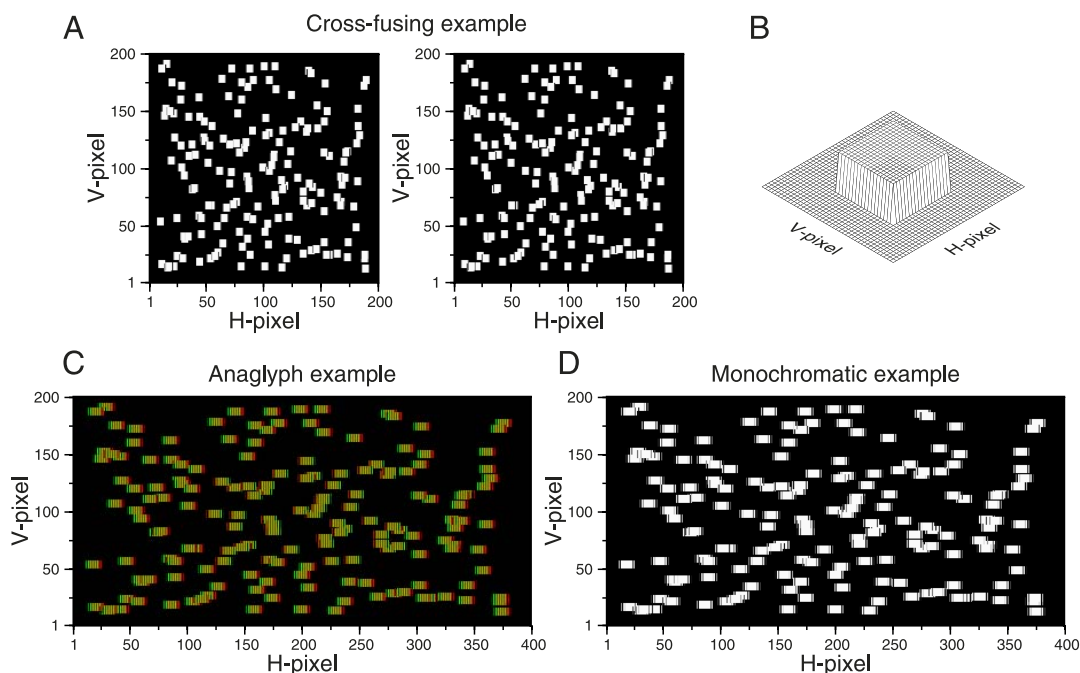 A
Cross-fusing example
B
V-pixel
200
150
100
50
1
1 50 100 150 200
H-pixel
V-pixel
200
150
100
50
1
1 50 100 150 200
H-pixel
V-pixel
H-pixel
C
Anaglyph example
V-pixel
200
150
100
50
1
1 50 100 150 200 250 300 350 400
H-pixel
D
Monochromatic example
V-pixel
200
150
100
50
1
1 50 100 150 200 250 300 350 400
H-pixel